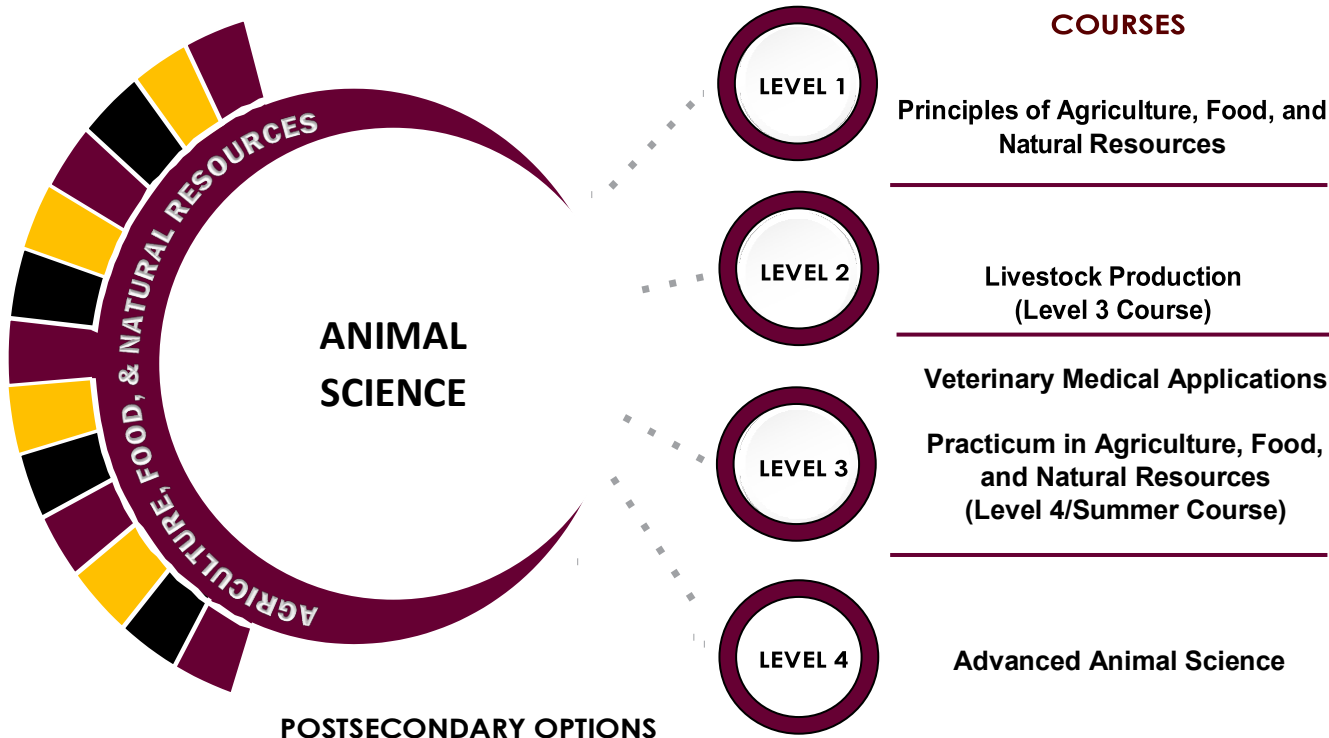 COURSES
LEVEL 1
Principles of Agriculture, Food, and
Natural Resources
AGRICULTURE, FOOD, & NATURAL RESOURCES
ANIMAL
SCIENCE
LEVEL 2
Livestock Production
(Level 3 Course)
LEVEL 3
Veterinary Medical Applications
Practicum in Agriculture, Food,
and Natural Resources
(Level 4/Summer Course)
LEVEL 4
Advanced Animal Science
POSTSECONDARY OPTIONS